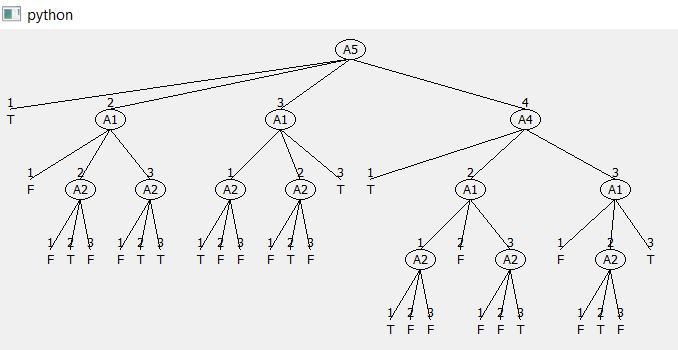 python
A5
1 2 3 4
T A1 A1 A4
1 2 3 1 2 3 1 2 3
F A2 A2 A2 A2 T T A1 A1
1 2 3 1 2 3 1 2 3 1 2 3 1 2 3 1 2 3
F T F F T T T F F F T F A2 F A2 F A2 T
1 2 3 1 2 3 1 2 3
T F F F F T F T F